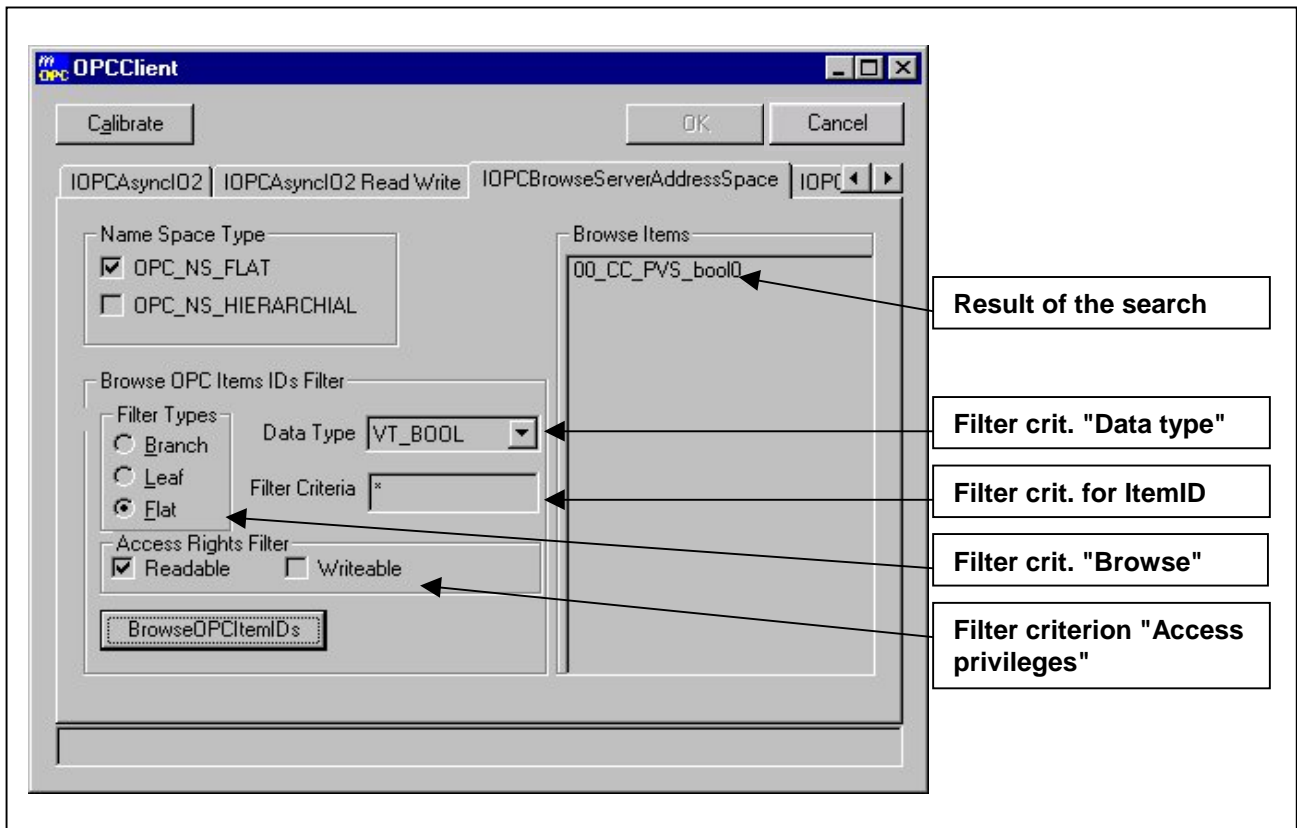 OPC OPCClient
Calibrate
OK
Cancel
IOPCAsyncIO2
IOPCAsyncIO2 Read Write
IOPCBrowseServerAddressSpace
IOPC
Name Space Type
OPC_NS_FLAT
OPC_NS_HIERARCHIAL
Browse Items
00_CC_PVS_bool0
Browse OPC Items IDs Filter
Filter Types
Branch
Leaf
Flat
Data Type VT_BOOL
Filter Criteria *
Access Rights Filter
Readable
Writeable
BrowseOPCItemIDs
Result of the search
Filter crit. "Data type"
Filter crit. for ItemID
Filter crit. "Browse"
Filter criterion "Access
privileges"